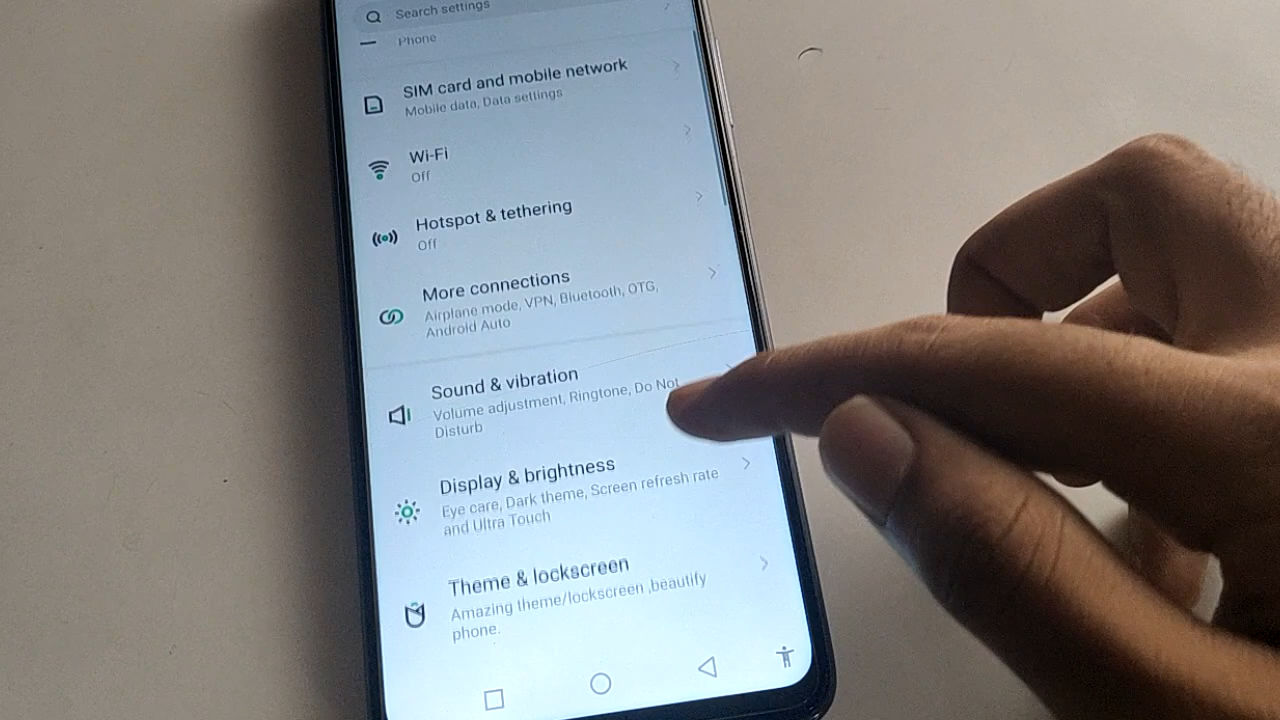 Search settings
Phone
SIM card and mobile network
Mobile data, Data settings
Wi-Fi
Off
Hotspot & tethering
Off
More connections
Airplane mode, VPN, Bluetooth, OTG,
Android Auto
Sound & vibration
Volume adjustment, Ringtone, Do Not
Disturb
Display & brightness
Eye care, Dark theme, Screen refresh rate
and Ultra Touch
Theme & lockscreen
Amazing theme/lockscreen ,beautify
phone.